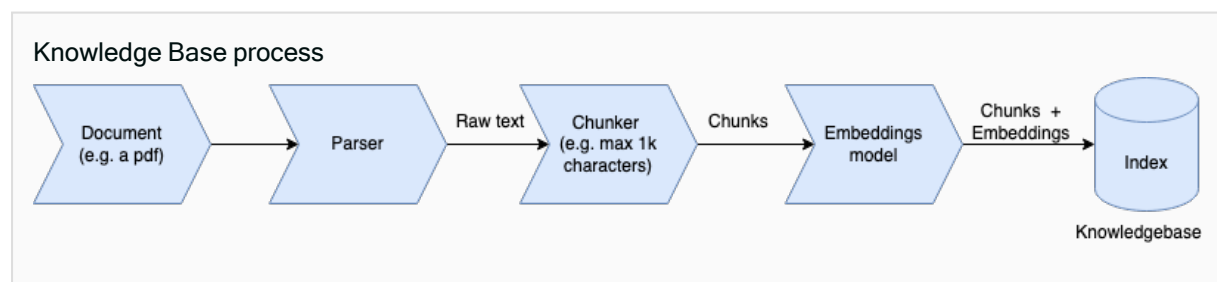 Knowledge Base process
Document
(e.g. a pdf)
Parser
Raw text
Chunker
(e.g. max 1k
characters)
Chunks
Embeddings
model
Chunks +
Embeddings
Index
Knowledgebase